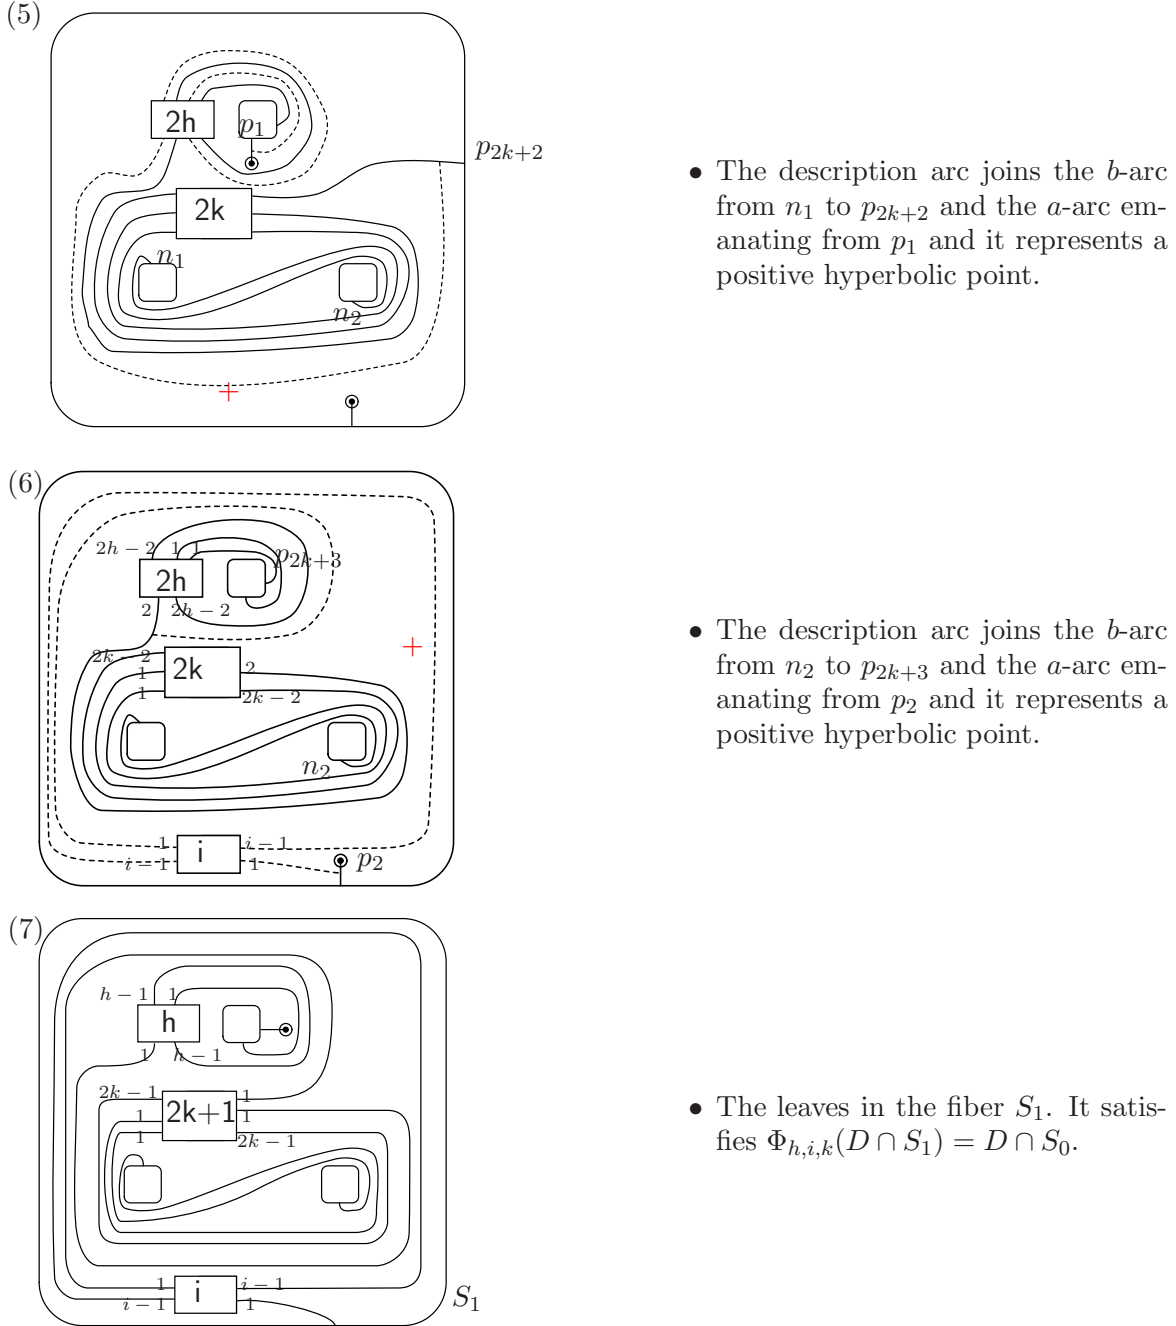 (5)
2h
p₁
p₂ₖ₊₂
2k
n₁
n₂
+
• The description arc joins the b-arc
from n₁ to p₂ₖ₊₂ and the a-arc em-
anating from p₁ and it represents a
positive hyperbolic point.
(6)
2h − 2 1 1
p₂ₖ₊₃
2h
2 2h − 2
+
2k − 2
2k
2
1
1
2k − 2
n₂
1
i − 1
i
i − 1
1
p₂
• The description arc joins the b-arc
from n₂ to p₂ₖ₊₃ and the a-arc em-
anating from p₂ and it represents a
positive hyperbolic point.
(7)
h − 1 1
h
1 h − 1
2k − 1
1
2k+1
1
1
1
2k − 1
1
i − 1
i
i − 1
1
S₁
• The leaves in the fiber S₁. It satis-
fies Φₕ,ᵢ,ₖ(D ∩ S₁) = D ∩ S₀.